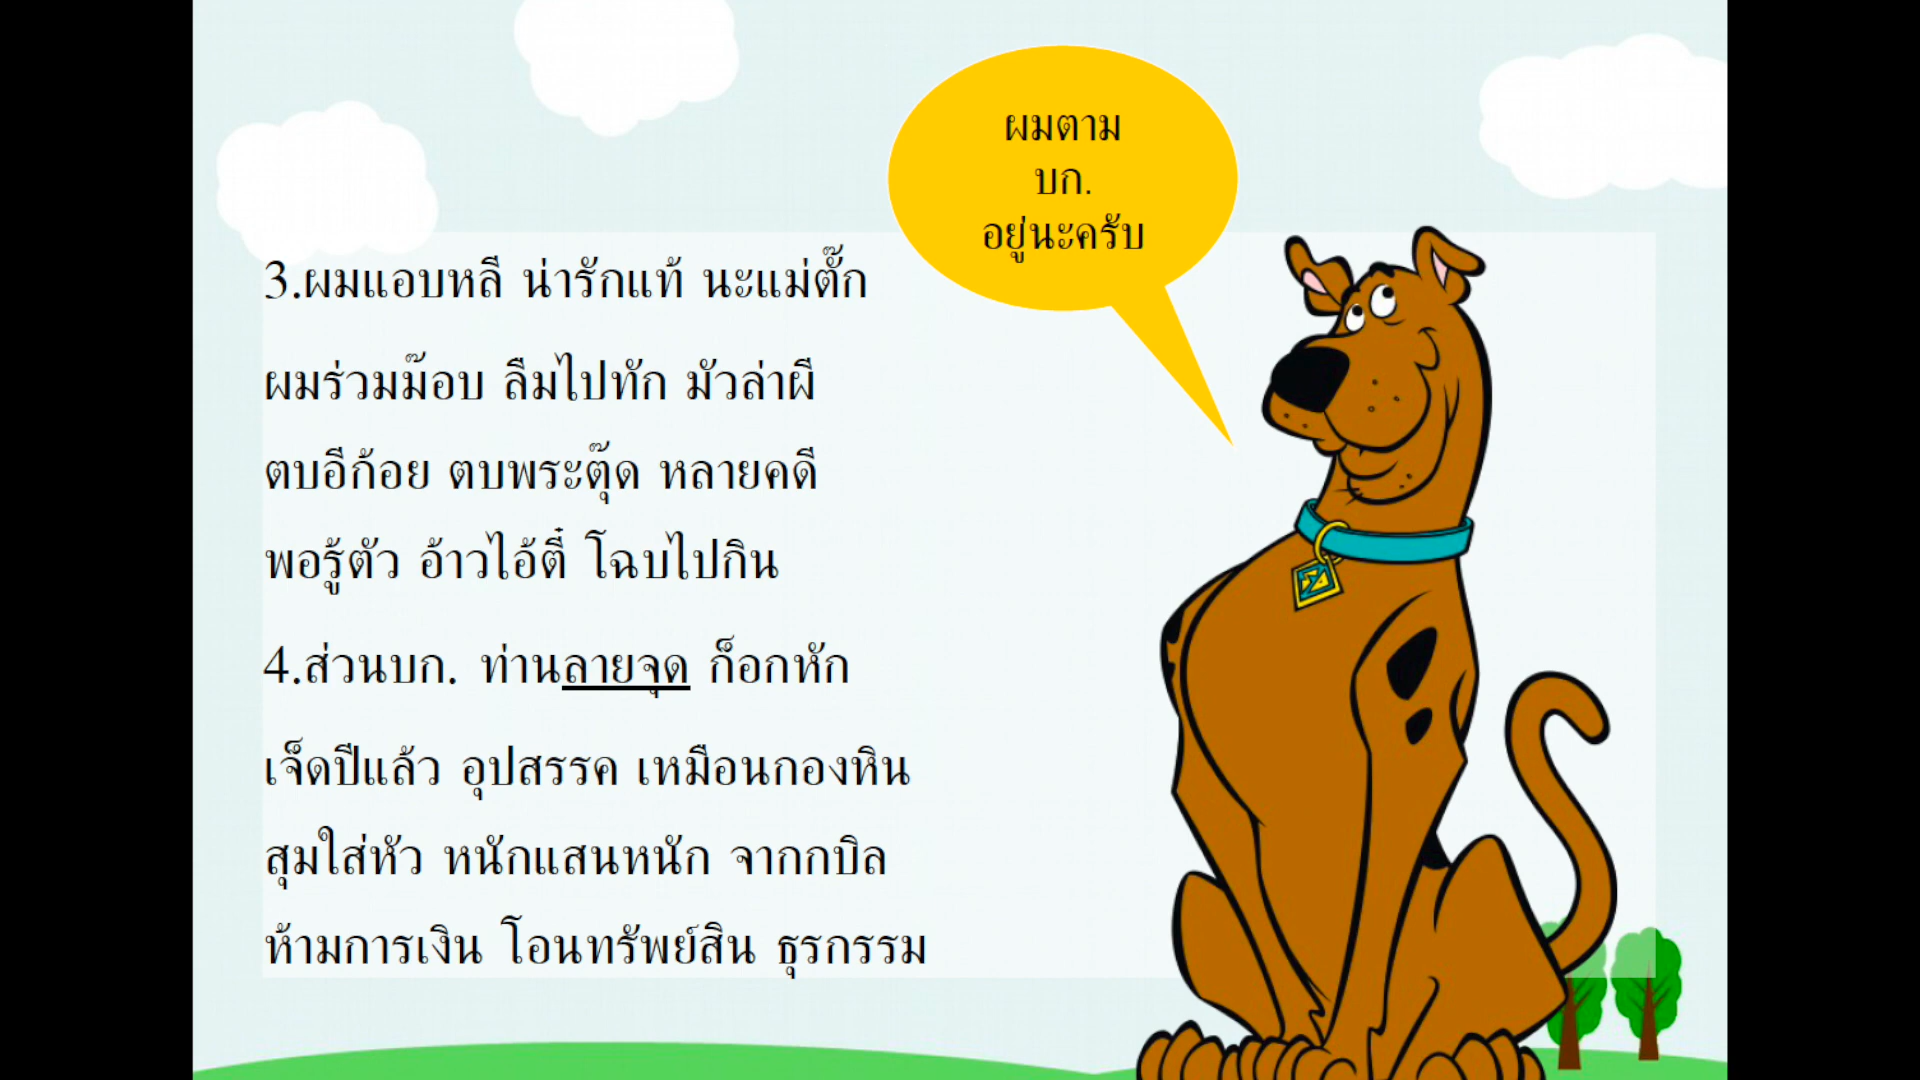 ผมตาม
บก.
อยู่นะครับ
3.ผมแอบหลี น่ารักแท้ นะแม่ตั๊ก
ผมร่วมม๊อบ ลืมไปทัก มัวล่าผี
ตบอีก้อย ตบพระตุ๊ด หลายคดี
พอรู้ตัว อ้าวไอ้ตี๋ โฉบไปกิน
4.ส่วนบก. ท่านลายจุด ก็อกหัก
เจ็ดปีแล้ว อุปสรรค เหมือนกองหิน
สุมใส่หัว หนักแสนหนัก จากกบิล
ห้ามการเงิน โอนทรัพย์สิน ธุรกรรม